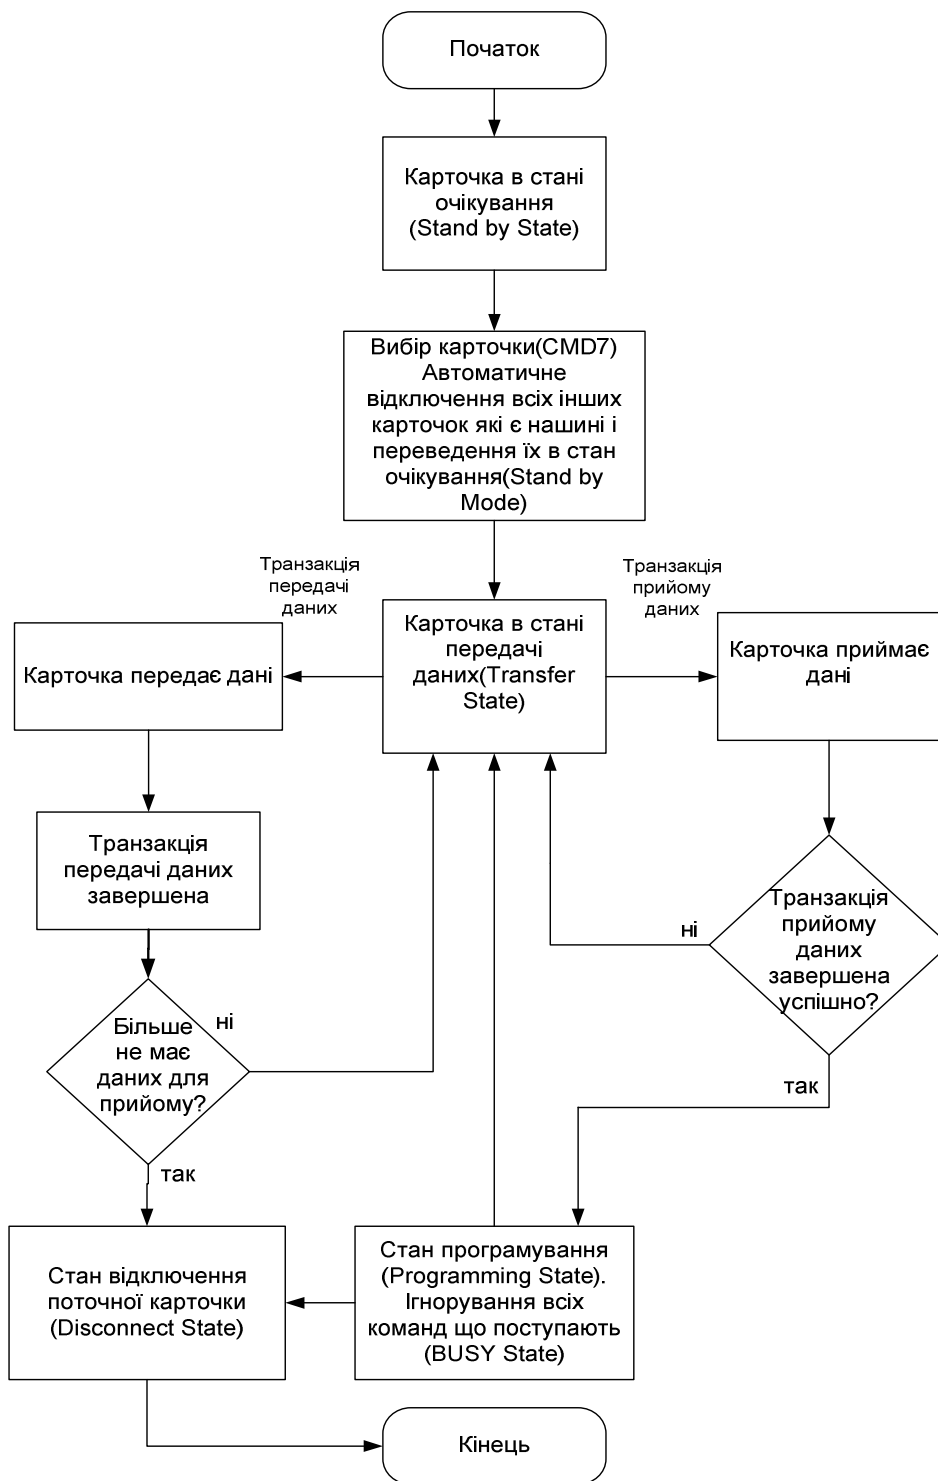 Початок
Карточка в стані
очікування
(Stand by State)
Вибір карточки(CMD7)
Автоматичне
відключення всіх інших
карточок які є нашині і
переведення їх в стан
очікування(Stand by
Mode)
Транзакція
передачі
даних
Транзакція
прийому
даних
Карточка передає дані
Карточка в стані
передачі
даних(Transfer
State)
Карточка приймає
дані
Транзакція
передачі даних
завершена
Транзакція
прийому
даних
завершена
успішно?
ні
так
Більше
не має
даних для
прийому?
ні
так
Стан відключення
поточної карточки
(Disconnect State)
Стан програмування
(Programming State).
Ігнорування всіх
команд що поступають
(BUSY State)
Кінець